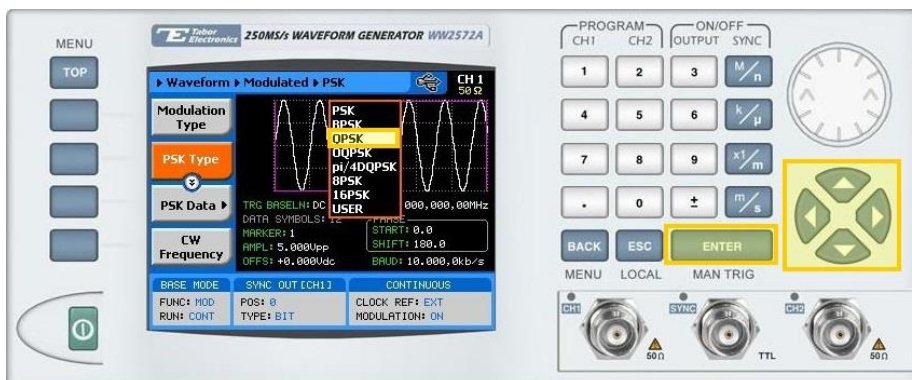 MENU
TOP
Tabor Electronics 250MS/s WAVEFORM GENERATOR WW2572A
Waveform Modulated PSK
CH 1
50 Ω
Modulation Type
PSK Type
PSK Data
CW Frequency
PSK
BPSK
QPSK
OQPSK
pi/4DQPSK
8PSK
16PSK
USER
TRG BASELN: DC
000.000,00MHz
DATA SYMBOLS: 12
PHASE
MARKER: 1
START: 0.0
AMPL: 5.000Vpp
SHIFT: 180.0
OFFS: +0.000Vdc
BAUD: 10.000,0kb/s
BASE MODE
SYNC OUT [CH1]
CONTINUOUS
FUNC: MOD
POS: 0
CLOCK REF: EXT
RUN: CONT
TYPE: BIT
MODULATION: ON
PROGRAM
CH1 CH2
ON/OFF
OUTPUT SYNC
1 2 3 M/n
4 5 6 k/µ
7 8 9 x1/m
. 0 ± m/s
BACK ESC ENTER
MENU LOCAL MAN TRIG
CH1 SYNC CH2
50Ω TTL 50Ω